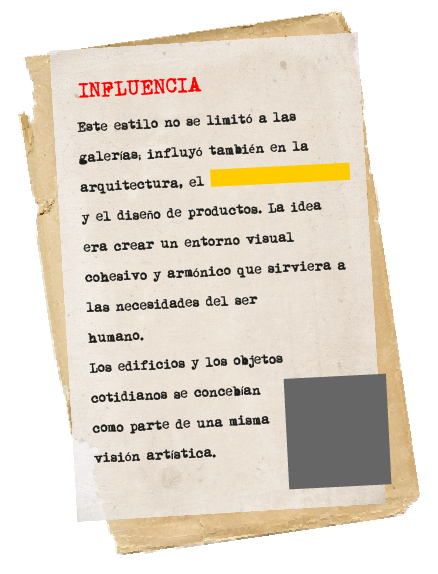 INFLUENCIA
Este estilo no se limitó a las
galerías; influyó también en la
arquitectura, el
y el diseño de productos. La idea
era crear un entorno visual
cohesivo y armónico que sirviera a
las necesidades del ser
humano.
Los edificios y los objetos
cotidianos se concebían
como parte de una misma
visión artística.